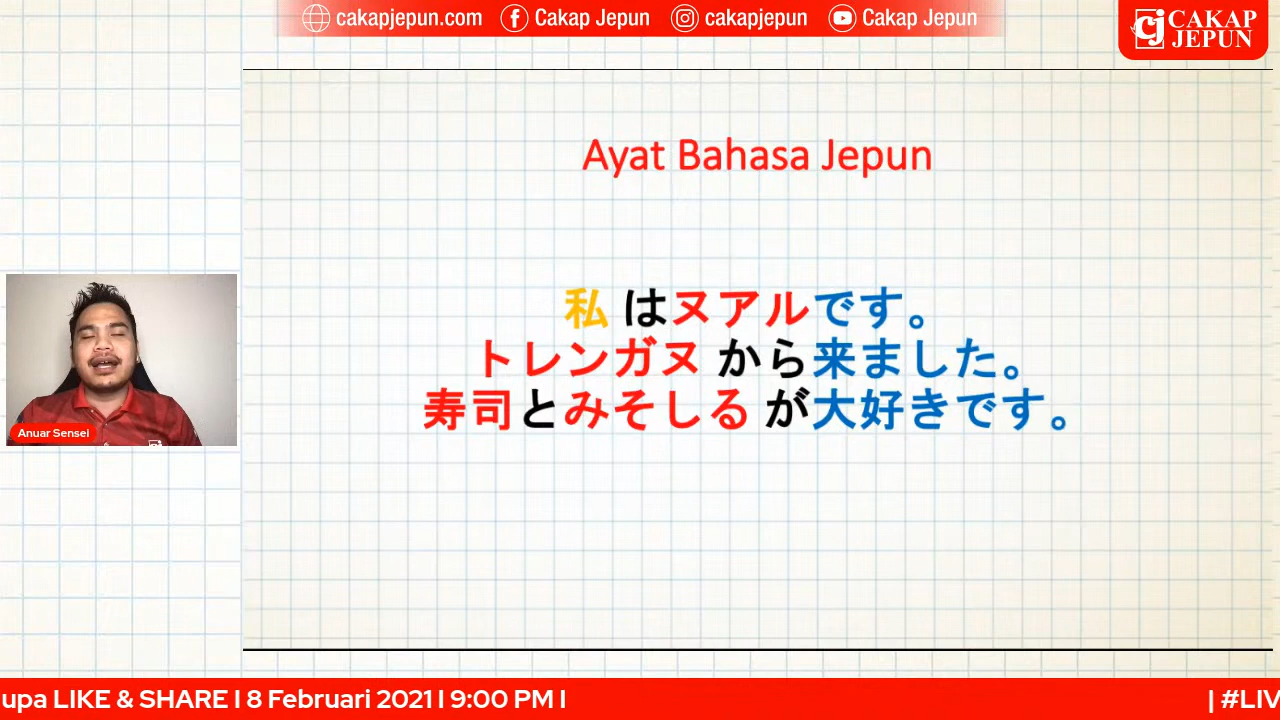 cakapjepun.com Cakap Jepun cakapjepun Cakap Jepun
CAKAP
JEPUN
Ayat Bahasa Jepun
私 はヌアルです。
トレンガヌ から来ました。
寿司とみそしる が大好きです。
Anuar Sensei
upa LIKE & SHARE I 8 Februari 2021 I 9:00 PM I | #LIV